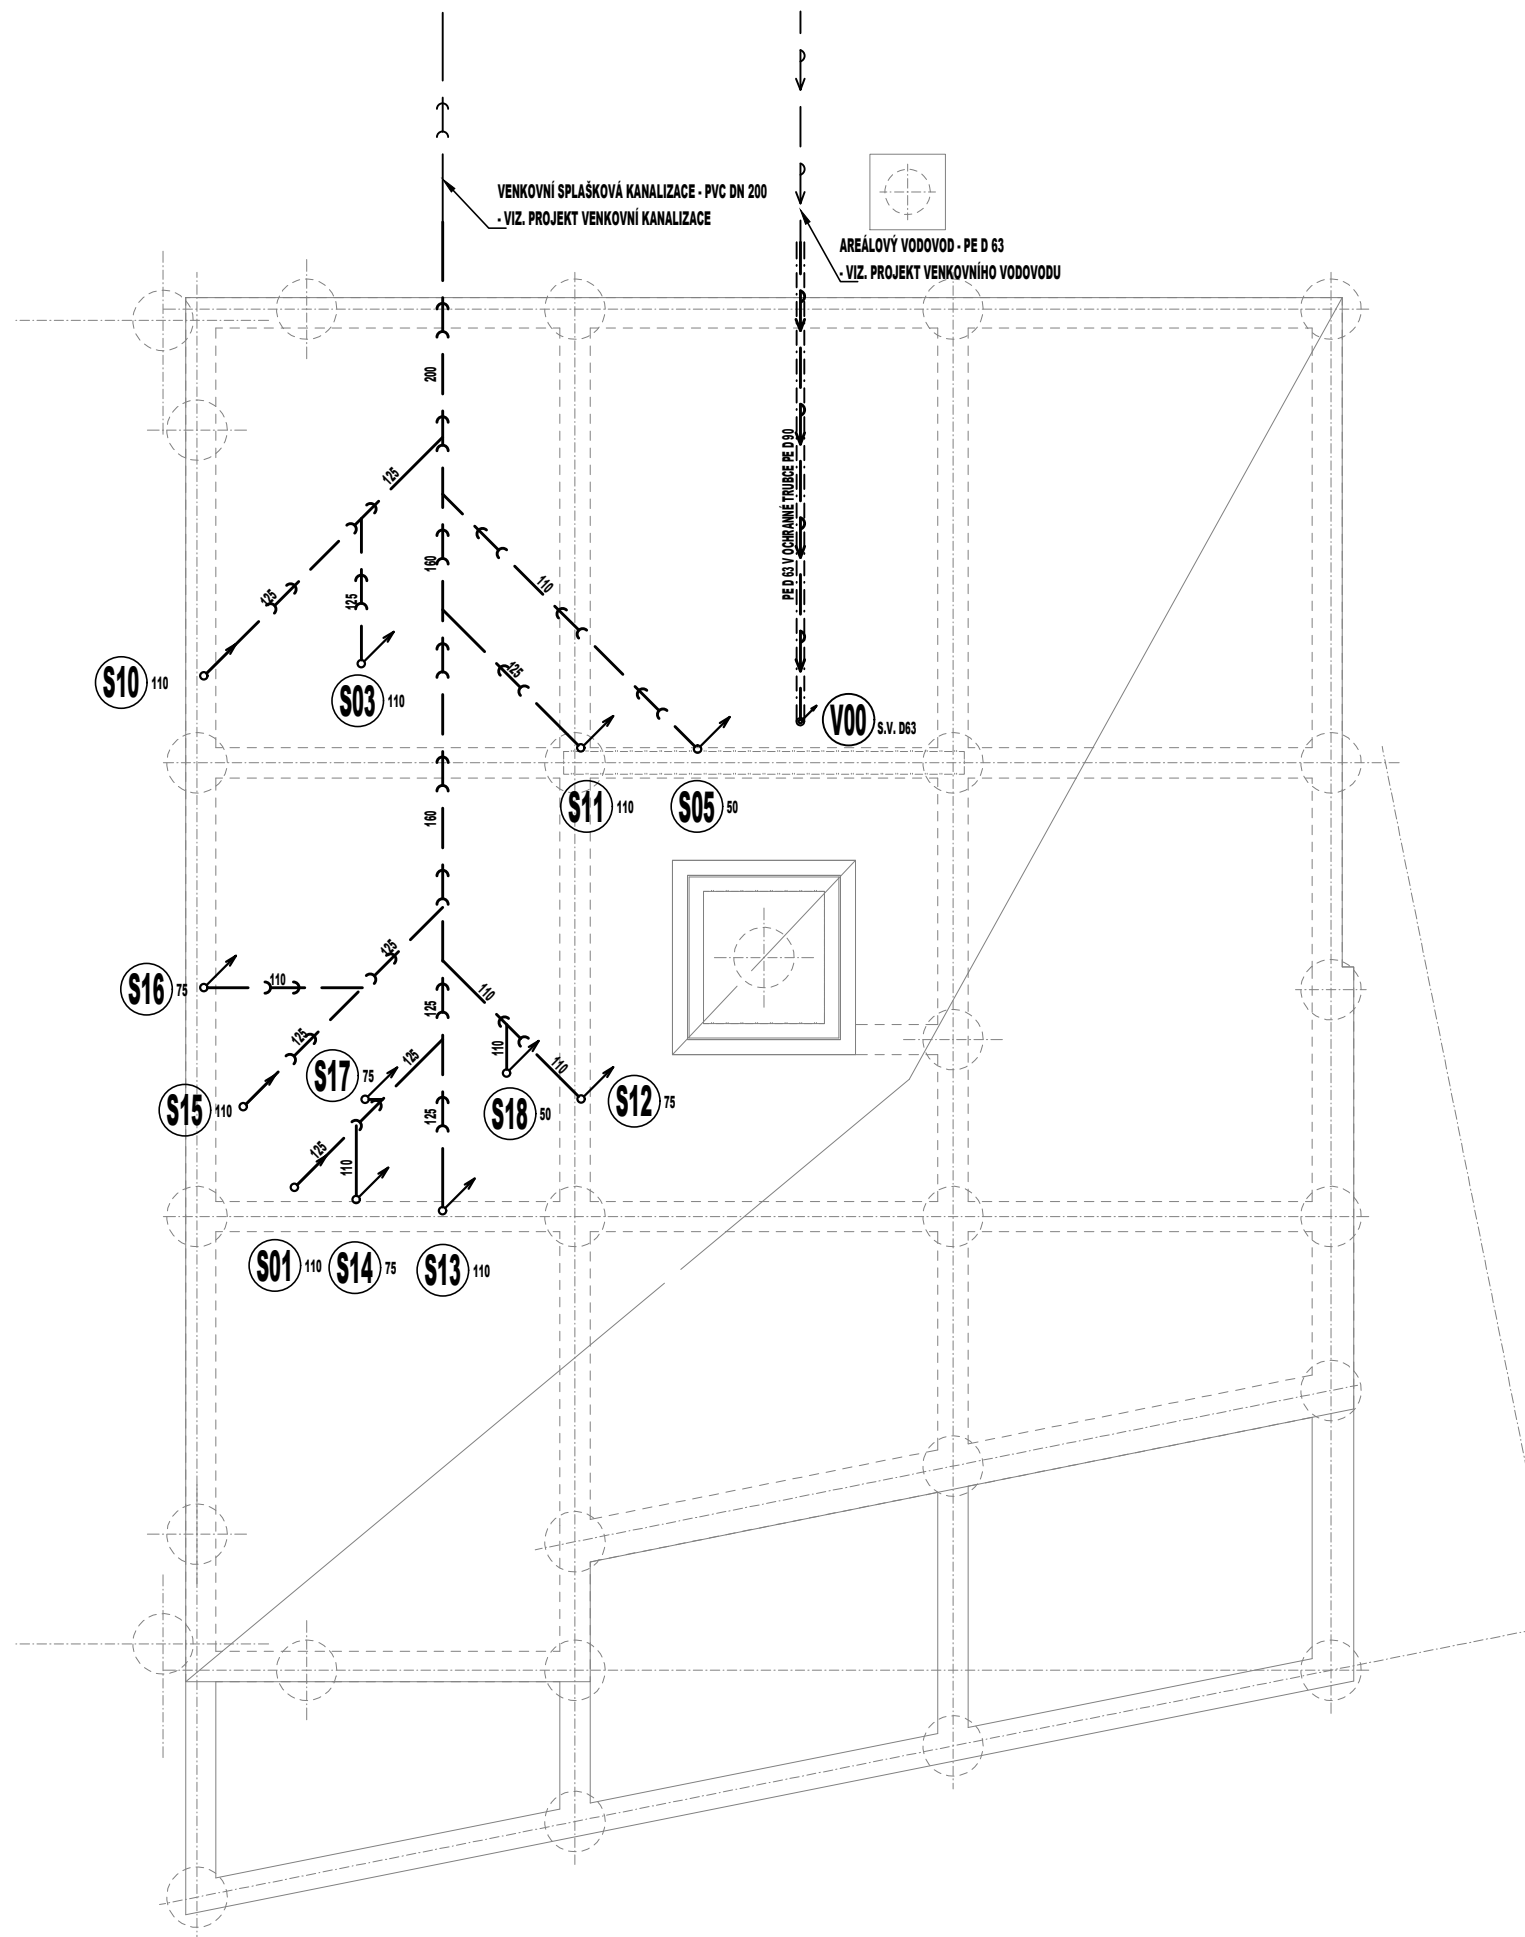 VENKOVNÍ SPLAŠKOVÁ KANALIZACE - PVC DN 200
- VIZ. PROJEKT VENKOVNÍ KANALIZACE
AREÁLOVÝ VODOVOD - PE D 63
- VIZ. PROJEKT VENKOVNÍHO VODOVODU
200
125
PE D 63 V OCHRANNÉ TRUBCE PE D 90
160
110
125
125
125
S10 110
S03 110
V00 S.V. D63
S11 110
S05 50
160
125
S16 75
110
110
125
125
125
S17 75
110
110
S15 110
S18 50
S12 75
125
125
110
S01 110
S14 75
S13 110